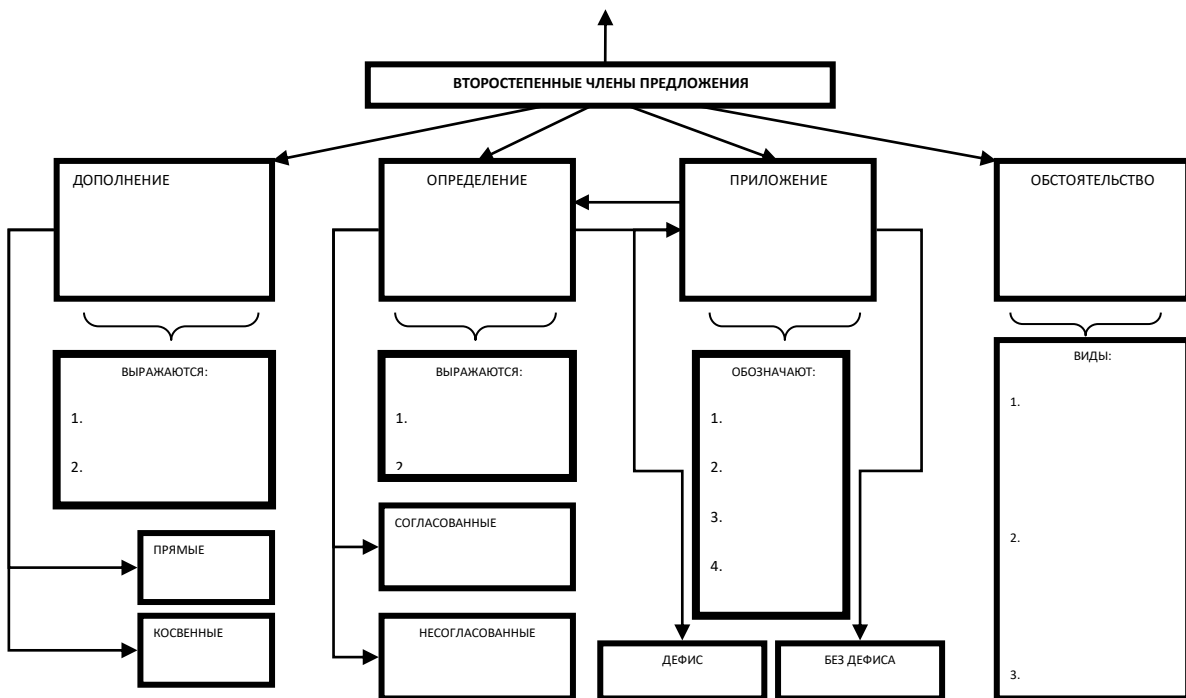 ВТОРОСТЕПЕННЫЕ ЧЛЕНЫ ПРЕДЛОЖЕНИЯ
ДОПОЛНЕНИЕ
ОПРЕДЕЛЕНИЕ
ПРИЛОЖЕНИЕ
ОБСТОЯТЕЛЬСТВО
ВЫРАЖАЮТСЯ:
1.
2.
ВЫРАЖАЮТСЯ:
1.
2
ОБОЗНАЧАЮТ:
1.
2.
3.
4.
ВИДЫ:
1.
2.
3.
ПРЯМЫЕ
КОСВЕННЫЕ
СОГЛАСОВАННЫЕ
НЕСОГЛАСОВАННЫЕ
ДЕФИС
БЕЗ ДЕФИСА